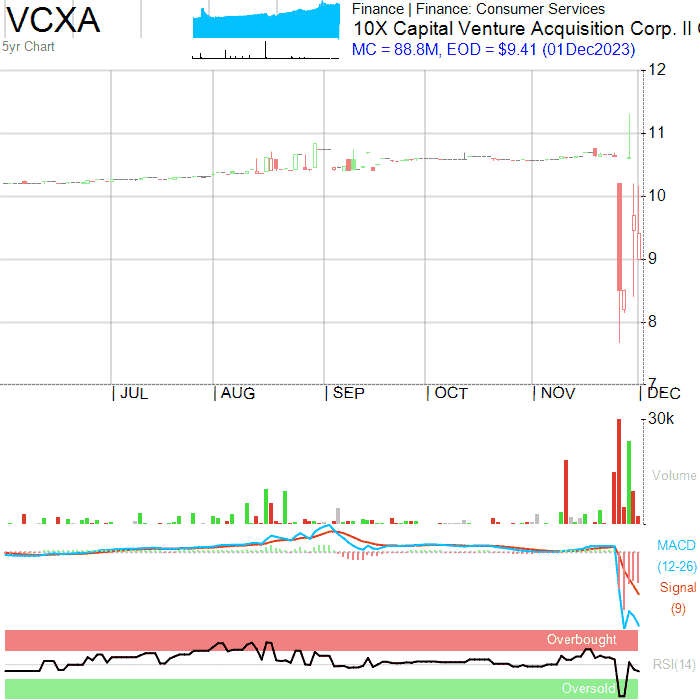 VCXA
5yr Chart
Finance | Finance: Consumer Services
10X Capital Venture Acquisition Corp. II
MC = 88.8M, EOD = $9.41 (01Dec2023)
12
11
10
9
8
7
JUL AUG SEP OCT NOV DEC
30k
Volume
MACD
(12-26)
Signal
(9)
Overbought
RSI(14)
Oversold